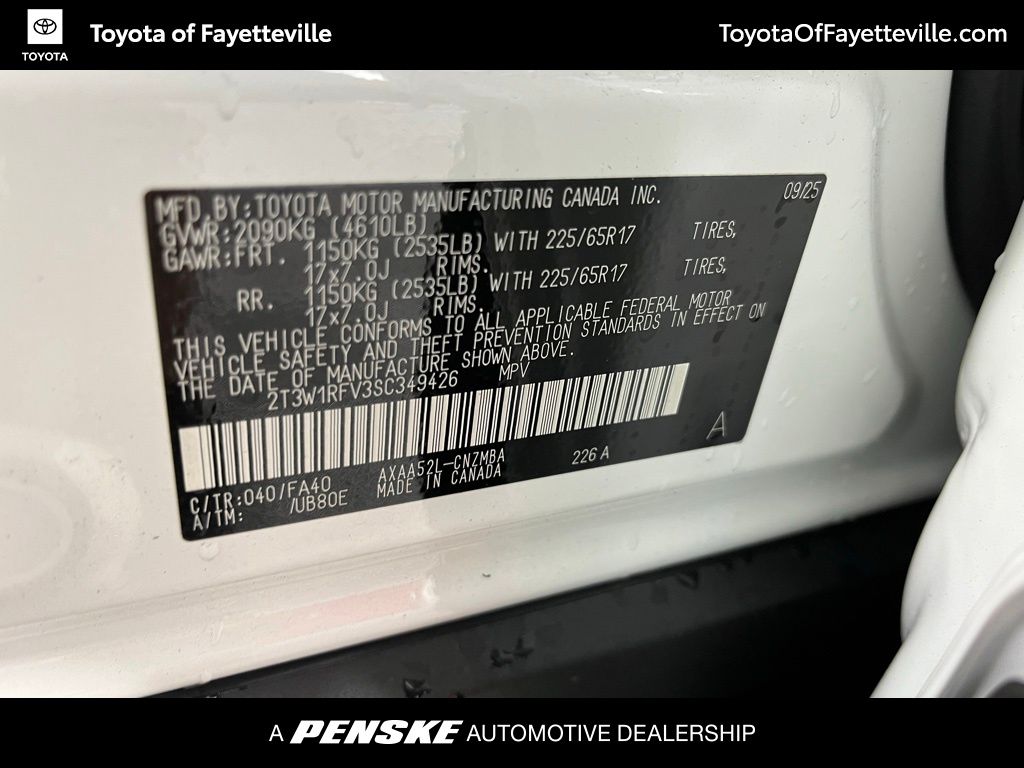 TOYOTA
Toyota of Fayetteville
ToyotaOfFayetteville.com
MFD.BY:TOYOTA MOTOR MANUFACTURING CANADA INC. 09/25
GVWR:2090KG (4610LB)
GAWR:FRT. 1150KG (2535LB) WITH 225/65R17 TIRES,
17x7.0J RIMS.
RR. 1150KG (2535LB) WITH 225/65R17 TIRES,
17x7.0J RIMS.
THIS VEHICLE CONFORMS TO ALL APPLICABLE FEDERAL MOTOR
VEHICLE SAFETY AND THEFT PREVENTION STANDARDS IN EFFECT ON
THE DATE OF MANUFACTURE SHOWN ABOVE.
2T3W1RFV3SC349426 MPV
A
C/TR:040/FA40 AXAA52L-CNZMBA 226 A
A/TM: /UB80E MADE IN CANADA
A PENSKE AUTOMOTIVE DEALERSHIP